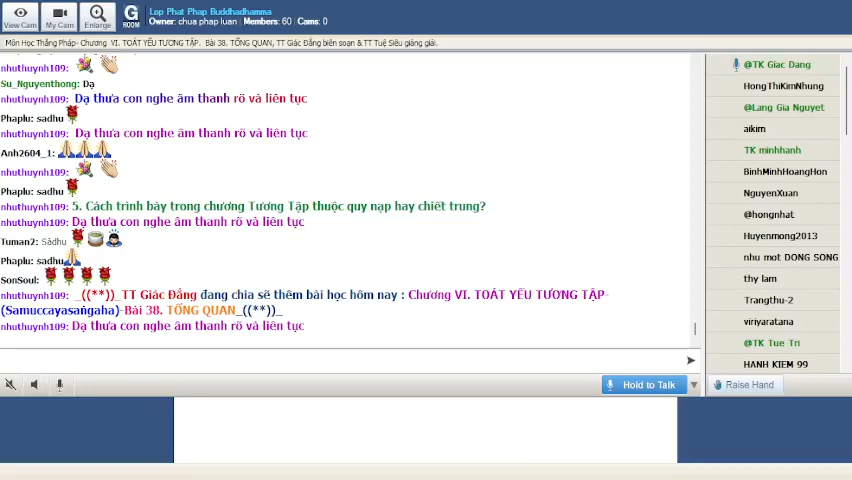 View Cam
My Cam
Enlarge
G
ROOM
Lop Phat Phap Buddhadhamma
Owner: chua phap luan | Members: 60 | Cams: 0
Môn Học Thắng Pháp- Chương VI. TOÁT YẾU TƯƠNG TẬP. Bài 38. TỔNG QUAN, TT Giác Đẳng biên soạn & TT Tuệ Siêu giảng giải.
nhuthuynh109:
Su_Nguyenthong: Dạ
nhuthuynh109: Dạ thưa con nghe âm thanh rõ và liên tục
Phaplu: sadhu
nhuthuynh109: Dạ thưa con nghe âm thanh rõ và liên tục
Anh2604_1:
nhuthuynh109:
Phaplu: sadhu
nhuthuynh109: 5. Cách trình bày trong chương Tương Tập thuộc quy nạp hay chiết trung?
nhuthuynh109: Dạ thưa con nghe âm thanh rõ và liên tục
Tuman2: Sādhu
Phaplu: sadhu
SonSoul:
nhuthuynh109: _((**))_TT Giác Đẳng đang chia sẽ thêm bài học hôm nay : Chương VI. TOÁT YẾU TƯƠNG TẬP-
(Samuccayasaṅgaha)-Bài 38. TỔNG QUAN_((**))_
nhuthuynh109: Dạ thưa con nghe âm thanh rõ và liên tục
Hold to Talk
@TK Giac Dang
HongThiKimNhung
@Lang Gia Nguyet
aikim
TK minhhanh
BinhMinhHoangHon
NguyenXuan
@hongnhat
Huyenmong2013
nhu mot DONG SONG
thy lam
Trangthu-2
viriyaratana
@TK Tue Tri
HANH KIEM 99
Raise Hand